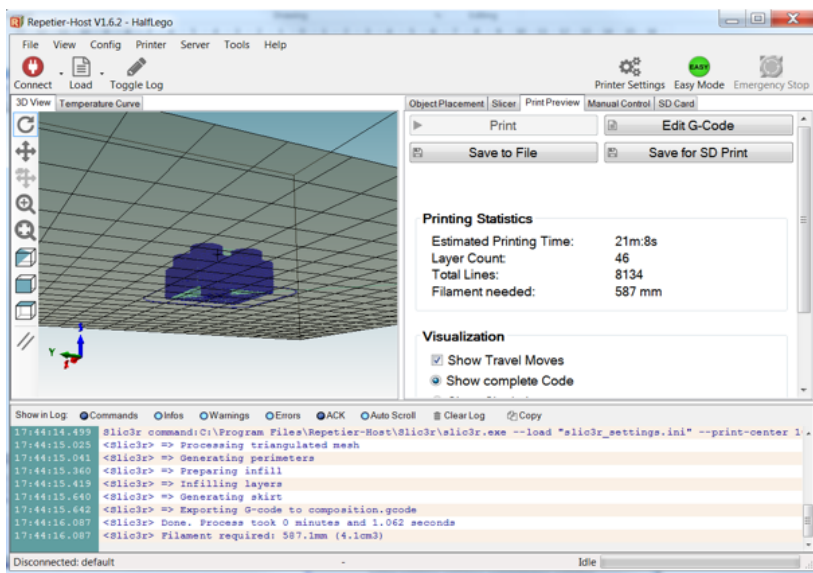 Repetier-Host V1.6.2 - HalfLego
File View Config Printer Server Tools Help
Connect Load Toggle Log Printer Settings EASY Easy Mode Emergency Stop
3D View Temperature Curve Object Placement Slicer Print Preview Manual Control SD Card
Print Edit G-Code
Save to File Save for SD Print
Printing Statistics
Estimated Printing Time: 21m:8s
Layer Count: 46
Total Lines: 8134
Filament needed: 587 mm
Visualization
Show Travel Moves
Show complete Code
Y
Show in Log: Commands Infos Warnings Errors ACK Auto Scroll Clear Log Copy
17:44:14.499 Slic3r command:C:\Program Files\Repetier-Host\Slic3r\slic3r.exe --load "slic3r_settings.ini" --print-center
17:44:15.025 <Slic3r> => Processing triangulated mesh
17:44:15.041 <Slic3r> => Generating perimeters
17:44:15.360 <Slic3r> => Preparing infill
17:44:15.419 <Slic3r> => Infilling layers
17:44:15.640 <Slic3r> => Generating skirt
17:44:15.642 <Slic3r> => Exporting G-code to composition.gcode
17:44:16.087 <Slic3r> Done. Process took 0 minutes and 1.062 seconds
17:44:16.087 <Slic3r> Filament required: 587.1mm (4.1cm3)
Disconnected: default - Idle